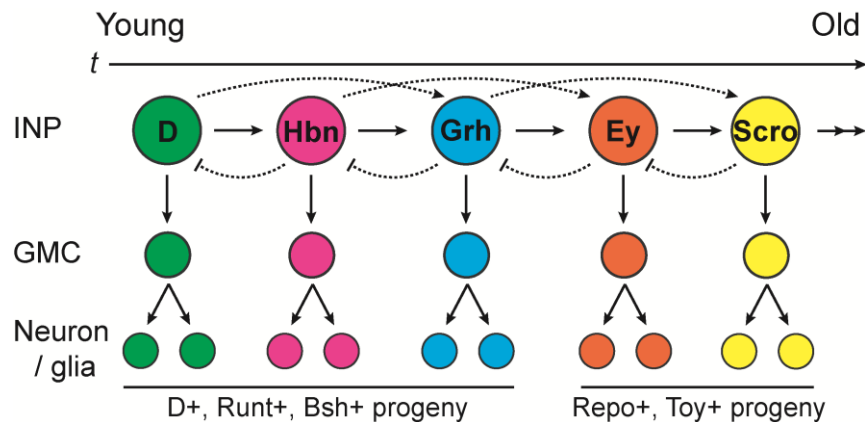 Young Old
t
INP D Hbn Grh Ey Scro
GMC
Neuron
/ glia
D+, Runt+, Bsh+ progeny Repo+, Toy+ progeny